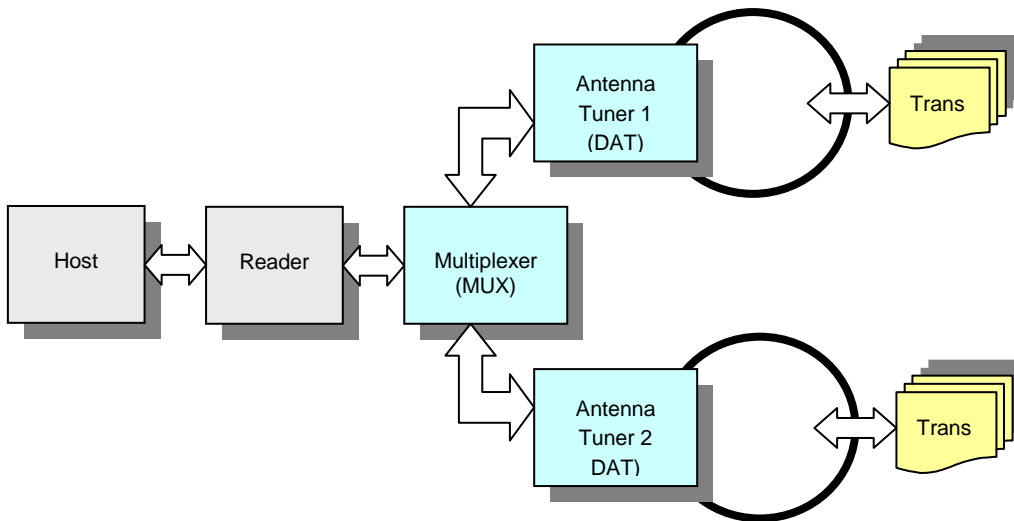 Antenna
Tuner 1
(DAT)
Trans
Host
Reader
Multiplexer
(MUX)
Antenna
Tuner 2
DAT)
Trans